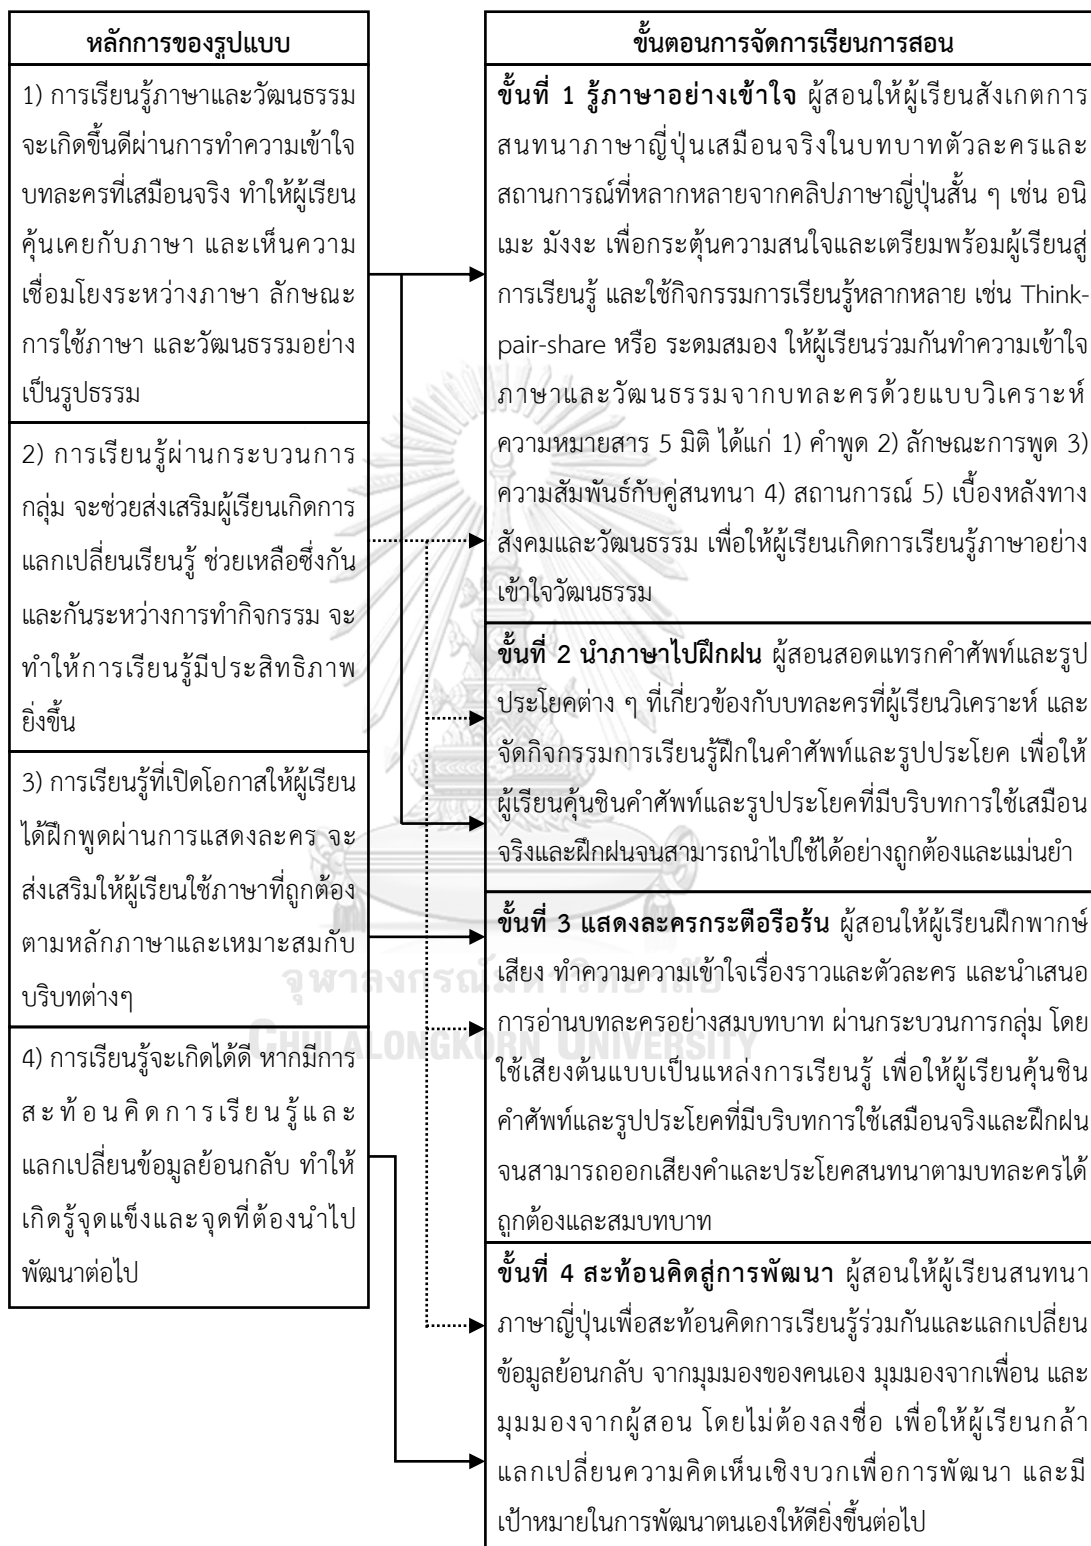 หลักการของรูปแบบ
1) การเรียนรู้ภาษาและวัฒนธรรม
จะเกิดขึ้นดีผ่านการทำความเข้าใจ
บทละครที่เสมือนจริง ทำให้ผู้เรียน
คุ้นเคยกับภาษา และเห็นความ
เชื่อมโยงระหว่างภาษา ลักษณะ
การใช้ภาษา และวัฒนธรรมอย่าง
เป็นรูปธรรม
2) การเรียนรู้ผ่านกระบวนการ
กลุ่ม จะช่วยส่งเสริมผู้เรียนเกิดการ
แลกเปลี่ยนเรียนรู้ ช่วยเหลือซึ่งกัน
และกันระหว่างการทำกิจกรรม จะ
ทำให้การเรียนรู้มีประสิทธิภาพ
ยิ่งขึ้น
3) การเรียนรู้ที่เปิดโอกาสให้ผู้เรียน
ได้ฝึกพูดผ่านการแสดงละคร จะ
ส่งเสริมให้ผู้เรียนใช้ภาษาที่ถูกต้อง
ตามหลักภาษาและเหมาะสมกับ
บริบทต่างๆ
4) การเรียนรู้จะเกิดได้ดี หากมีการ
สะท้อนคิดการเรียนรู้และ
แลกเปลี่ยนข้อมูลย้อนกลับ ทำให้
เกิดรู้จุดแข็งและจุดที่ต้องนำไป
พัฒนาต่อไป
ขั้นตอนการจัดการเรียนการสอน
ขั้นที่ 1 รู้ภาษาอย่างเข้าใจ ผู้สอนให้ผู้เรียนสังเกตการ
สนทนาภาษาญี่ปุ่นเสมือนจริงในบทบาทตัวละครและ
สถานการณ์ที่หลากหลายจากคลิปภาษาญี่ปุ่นสั้น ๆ เช่น อนิ
เมะ มังงะ เพื่อกระตุ้นความสนใจและเตรียมพร้อมผู้เรียนสู่
การเรียนรู้ และใช้กิจกรรมการเรียนรู้หลากหลาย เช่น Think-
pair-share หรือ ระดมสมอง ให้ผู้เรียนร่วมกันทำความเข้าใจ
ภาษาและวัฒนธรรมจากบทละครด้วยแบบวิเคราะห์
ความหมายสาร 5 มิติ ได้แก่ 1) คำพูด 2) ลักษณะการพูด 3)
ความสัมพันธ์กับคู่สนทนา 4) สถานการณ์ 5) เบื้องหลังทาง
สังคมและวัฒนธรรม เพื่อให้ผู้เรียนเกิดการเรียนรู้ภาษาอย่าง
เข้าใจวัฒนธรรม
ขั้นที่ 2 นำภาษาไปฝึกฝน ผู้สอนสอดแทรกคำศัพท์และรูป
ประโยคต่าง ๆ ที่เกี่ยวข้องกับบทละครที่ผู้เรียนวิเคราะห์ และ
จัดกิจกรรมการเรียนรู้ฝึกในคำศัพท์และรูปประโยค เพื่อให้
ผู้เรียนคุ้นชินคำศัพท์และรูปประโยคที่มีบริบทการใช้เสมือน
จริงและฝึกฝนจนสามารถนำไปใช้ได้อย่างถูกต้องและแม่นยำ
ขั้นที่ 3 แสดงละครกระตือรือร้น ผู้สอนให้ผู้เรียนฝึกพากษ์
เสียง ทำความความเข้าใจเรื่องราวและตัวละคร และนำเสนอ
การอ่านบทละครอย่างสมบทบาท ผ่านกระบวนการกลุ่ม โดย
ใช้เสียงต้นแบบเป็นแหล่งการเรียนรู้ เพื่อให้ผู้เรียนคุ้นชิน
คำศัพท์และรูปประโยคที่มีบริบทการใช้เสมือนจริงและฝึกฝน
จนสามารถออกเสียงคำและประโยคสนทนาตามบทละครได้
ถูกต้องและสมบทบาท
ขั้นที่ 4 สะท้อนคิดสู่การพัฒนา ผู้สอนให้ผู้เรียนสนทนา
ภาษาญี่ปุ่นเพื่อสะท้อนคิดการเรียนรู้ร่วมกันและแลกเปลี่ยน
ข้อมูลย้อนกลับ จากมุมมองของคนเอง มุมมองจากเพื่อน และ
มุมมองจากผู้สอน โดยไม่ต้องลงชื่อ เพื่อให้ผู้เรียนกล้า
แลกเปลี่ยนความคิดเห็นเชิงบวกเพื่อการพัฒนา และมี
เป้าหมายในการพัฒนาตนเองให้ดียิ่งขึ้นต่อไป
จุฬาลงกรณ์มหาวิทยาลัย
CHULALONGKORN UNIVERSITY